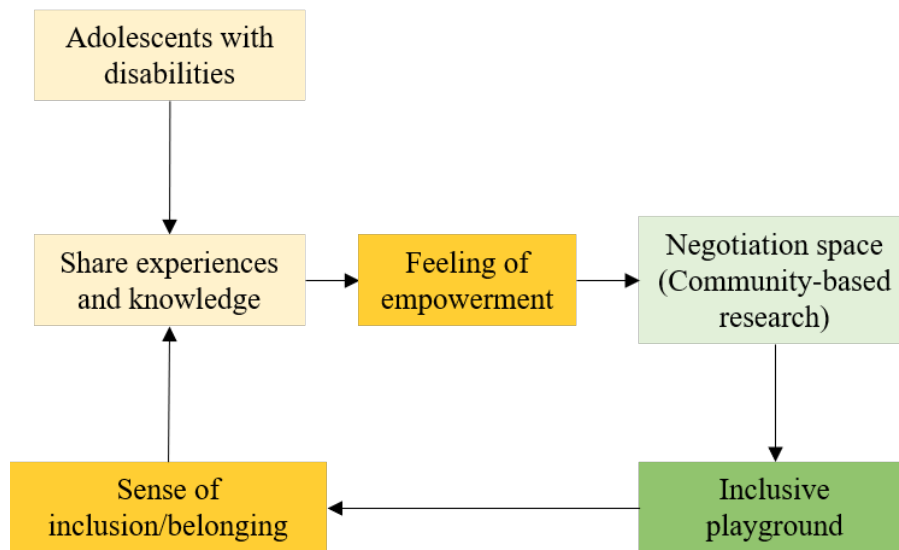 Adolescents with
disabilities
Share experiences
and knowledge
Feeling of
empowerment
Negotiation space
(Community-based
research)
Sense of
inclusion/belonging
Inclusive
playground